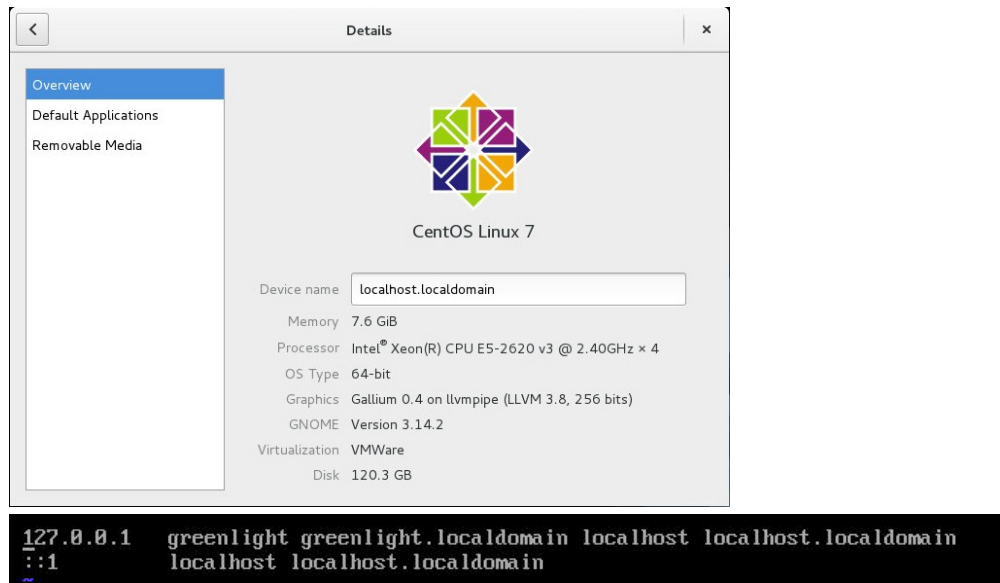 Details
Overview
Default Applications
Removable Media
CentOS Linux 7
Device name localhost.localdomain
Memory 7.6 GiB
Processor Intel® Xeon(R) CPU E5-2620 v3 @ 2.40GHz × 4
OS Type 64-bit
Graphics Gallium 0.4 on llvmpipe (LLVM 3.8, 256 bits)
GNOME Version 3.14.2
Virtualization VMWare
Disk 120.3 GB
127.0.0.1 greenlight greenlight.localdomain localhost localhost.localdomain
::1 localhost localhost.localdomain